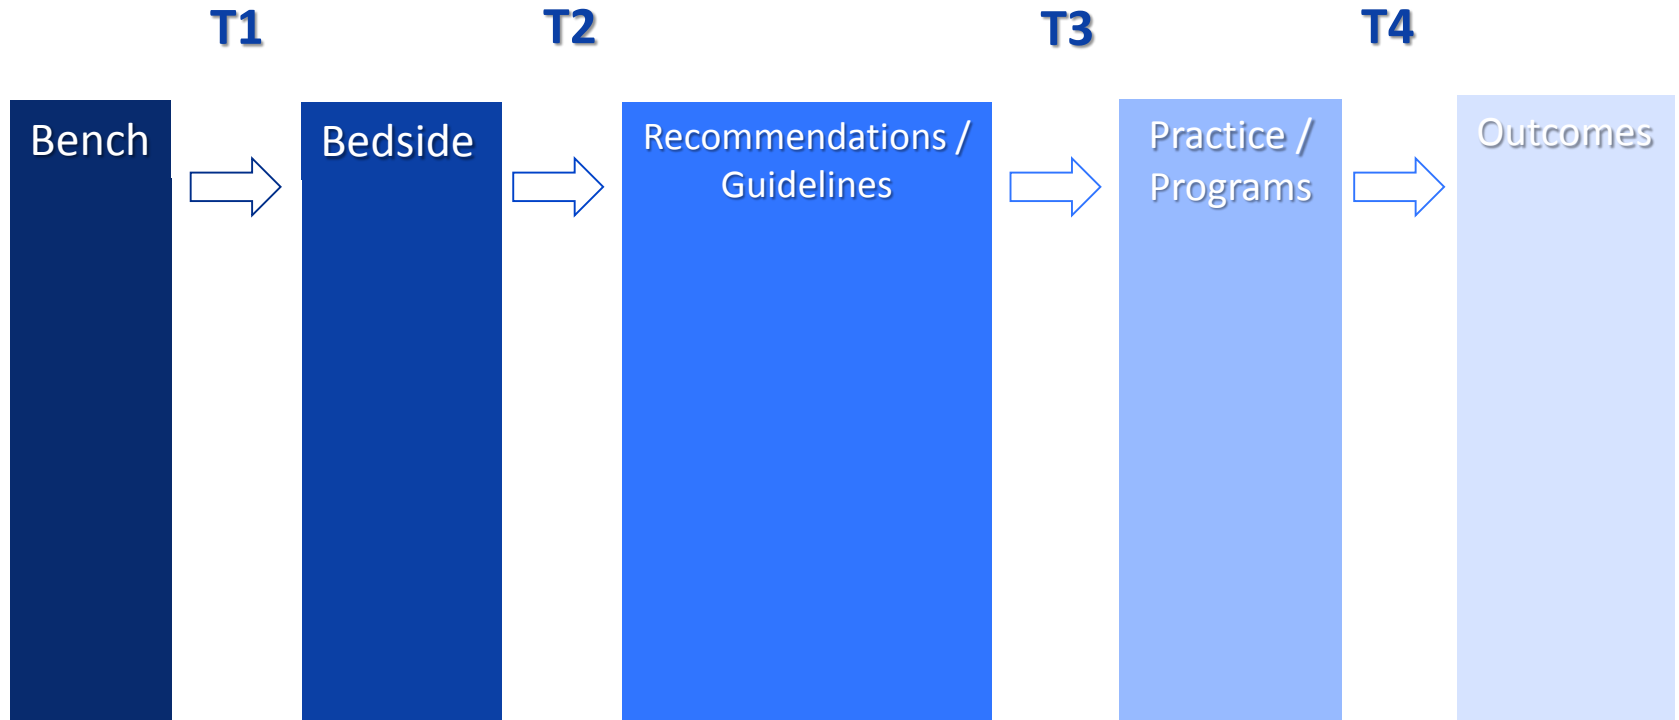 T1
T2
T3
T4
Bench
Bedside
Recommendations /
Guidelines
Practice /
Programs
Outcomes